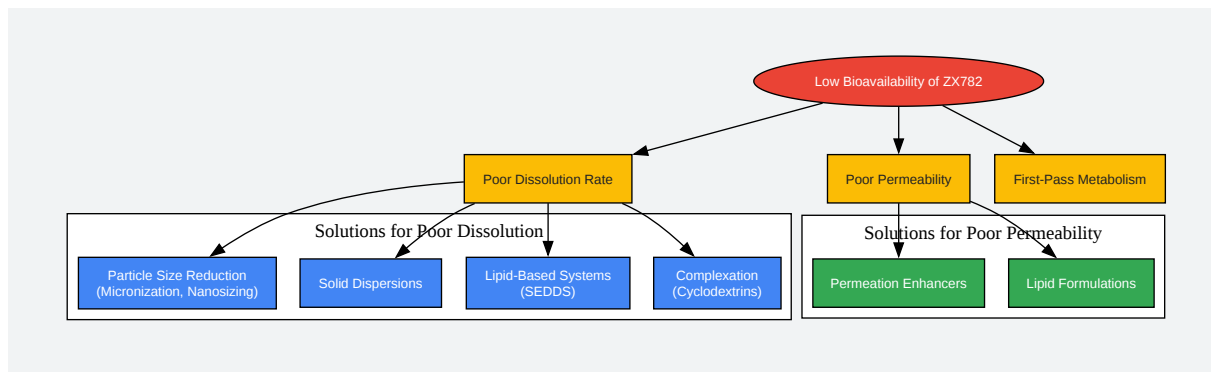 Low Bioavailability of ZX782
Poor Dissolution Rate
Poor Permeability
First-Pass Metabolism
Solutions for Poor Dissolution
Solutions for Poor Permeability
Particle Size Reduction
(Micronization, Nanosizing)
Solid Dispersions
Lipid-Based Systems
(SEDDS)
Complexation
(Cyclodextrins)
Permeation Enhancers
Lipid Formulations